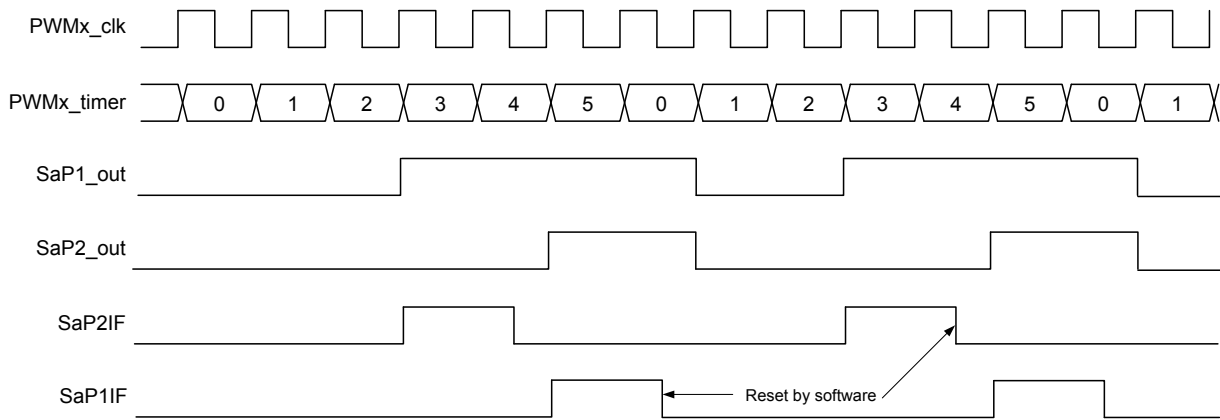 PWMx_clk
PWMx_timer 0 1 2 3 4 5 0 1 2 3 4 5 0 1
SaP1_out
SaP2_out
SaP2IF
SaP1IF
Reset by software